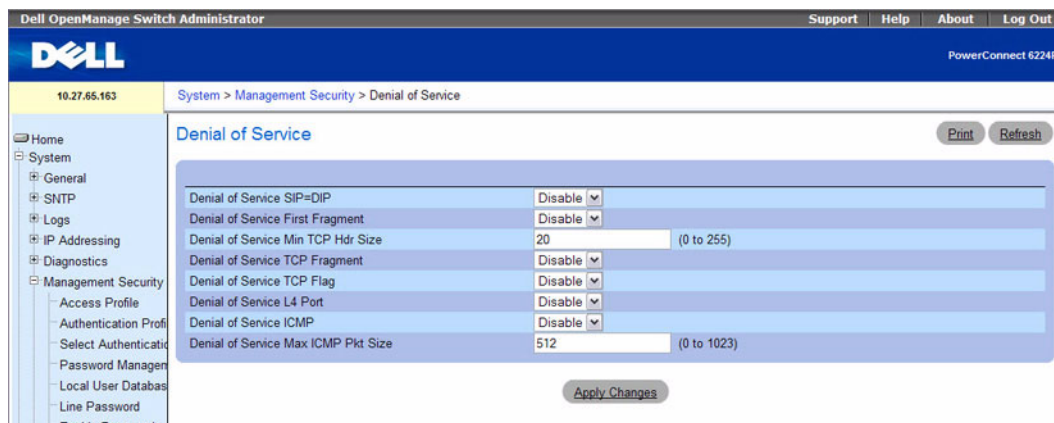 Dell OpenManage Switch Administrator
Support | Help | About | Log Out
DELL
PowerConnect 6224
10.27.65.163
System > Management Security > Denial of Service
Home
System
General
SNTP
Logs
IP Addressing
Diagnostics
Management Security
Access Profile
Authentication Profi
Select Authenticatio
Password Managem
Local User Databas
Line Password
Denial of Service
Print
Refresh
Denial of Service SIP=DIP Disable
Denial of Service First Fragment Disable
Denial of Service Min TCP Hdr Size 20 (0 to 255)
Denial of Service TCP Fragment Disable
Denial of Service TCP Flag Disable
Denial of Service L4 Port Disable
Denial of Service ICMP Disable
Denial of Service Max ICMP Pkt Size 512 (0 to 1023)
Apply Changes